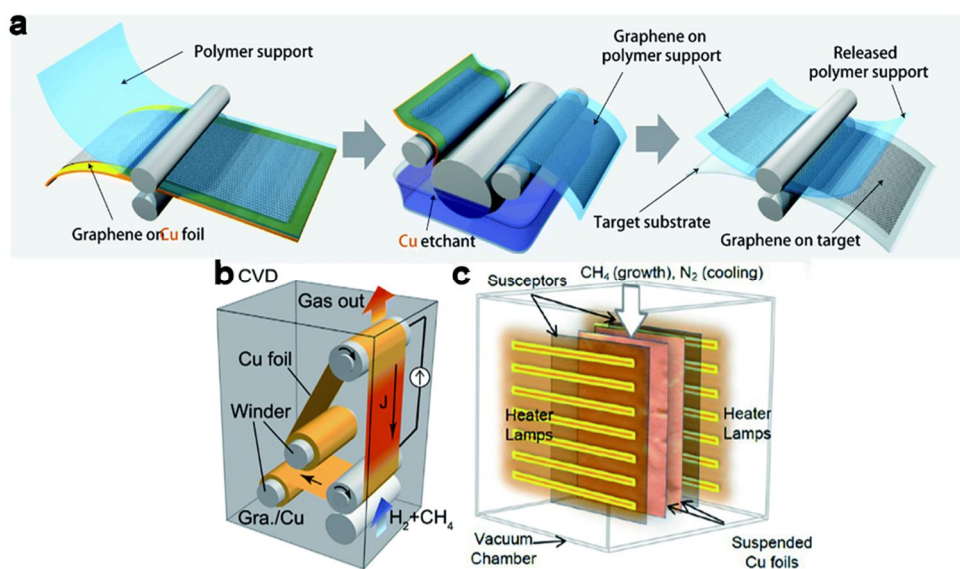 a
Polymer support
Graphene on Cu foil
Graphene on
polymer support
Cu etchant
Released
polymer support
Target substrate
Graphene on target
b
CVD
Gas out
Cu foil
J
Winder
Gra./Cu
H2+CH4
c
CH4 (growth), N2 (cooling)
Susceptors
Heater
Lamps
Heater
Lamps
Vacuum
Chamber
Suspended
Cu foils